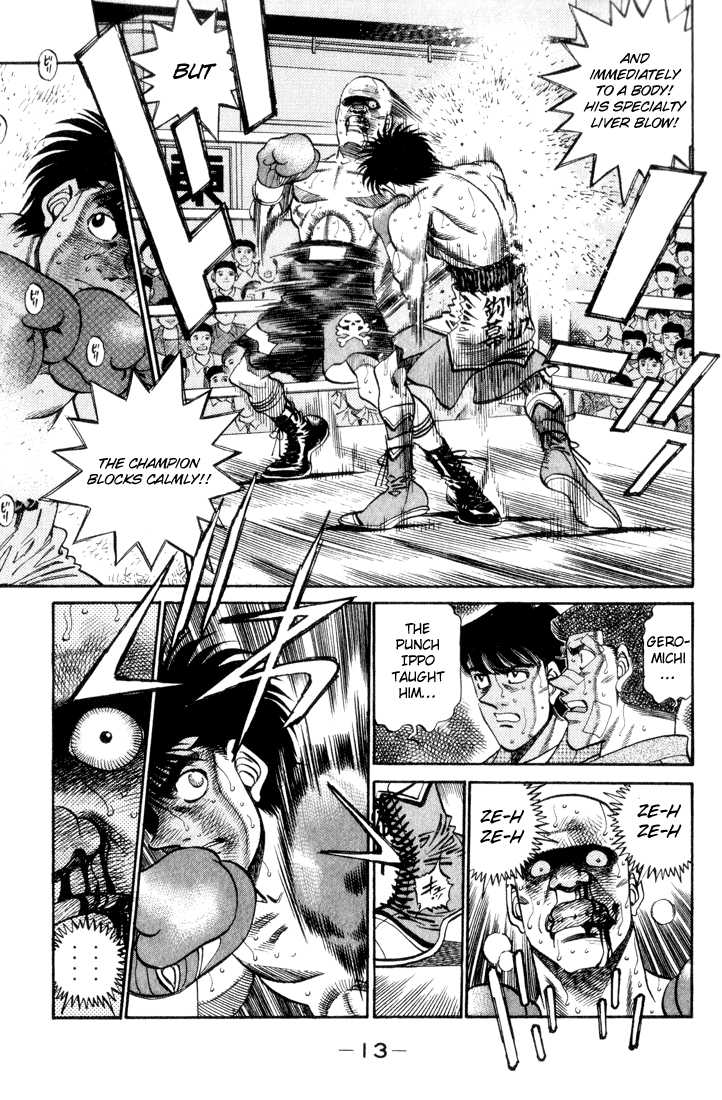 AND
IMMEDIATELY
TO A BODY!
HIS SPECIALTY
LIVER BLOW!
BUT
THE CHAMPION
BLOCKS CALMLY!!
GERO-
MICHI
...
THE
PUNCH
IPPO
TAUGHT
HIM...
ZE-H
ZE-H
ZE-H
ZE-H
......
-13-